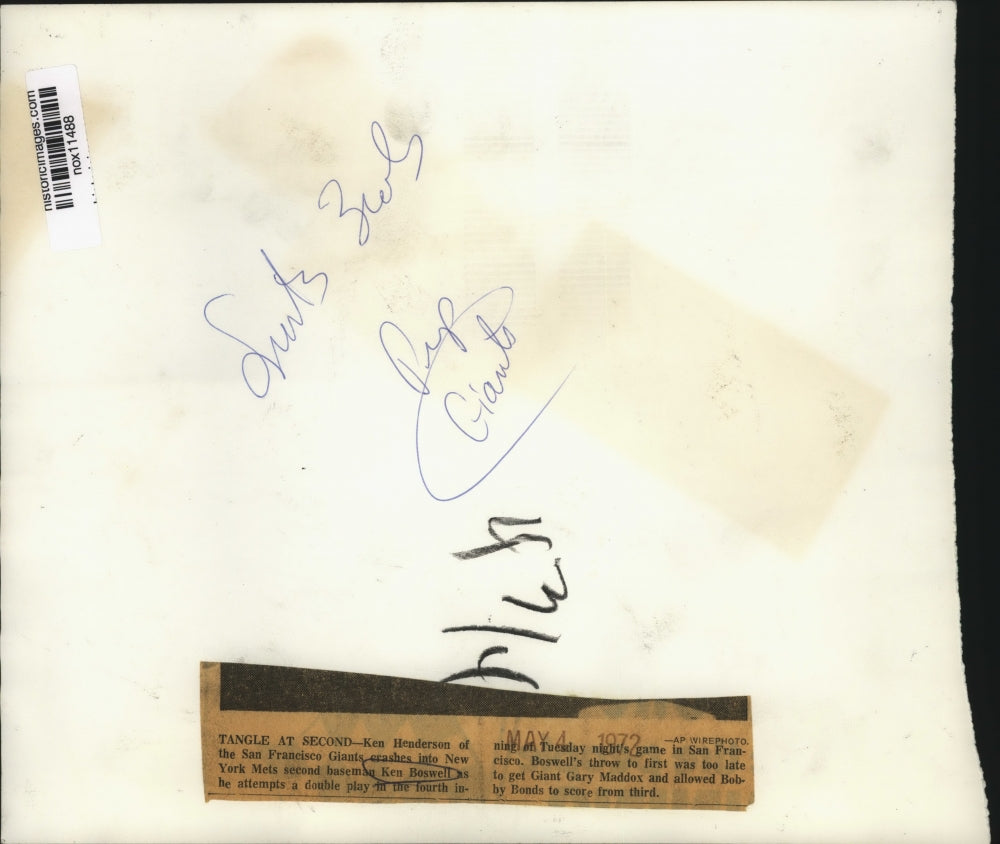 historicimages.com
nox11488
Giants
MAY 4 1972
—AP WIREPHOTO.
TANGLE AT SECOND—Ken Henderson of
the San Francisco Giants crashes into New
York Mets second baseman Ken Boswell as
he attempts a double play in the fourth in-
ning of Tuesday night's game in San Fran-
cisco. Boswell's throw to first was too late
to get Giant Gary Maddox and allowed Bob-
by Bonds to score from third.